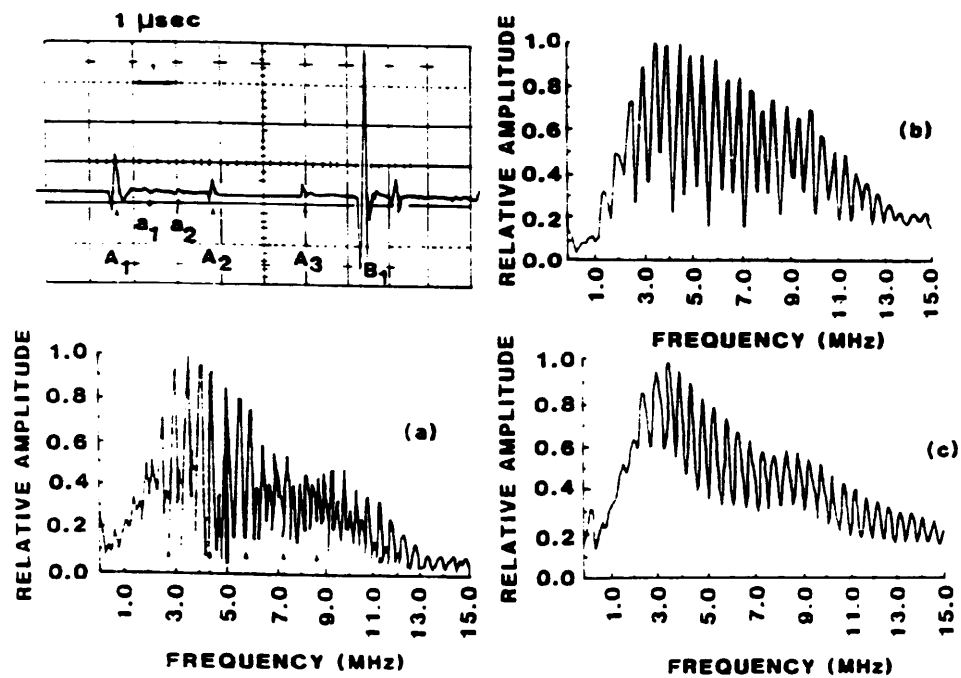 1 µsec
a₁ a₂
A₁ A₂ A₃ B₁
RELATIVE AMPLITUDE
1.0
0.8
0.6
0.4
0.2
0.0
(b)
1.0 3.0 5.0 7.0 9.0 11.0 13.0 15.0
FREQUENCY (MHz)
RELATIVE AMPLITUDE
1.0
0.8
0.6
0.4
0.2
0.0
(a)
1.0 3.0 5.0 7.0 9.0 11.0 13.0 15.0
FREQUENCY (MHz)
RELATIVE AMPLITUDE
1.0
0.8
0.6
0.4
0.2
0.0
(c)
1.0 3.0 5.0 7.0 9.0 11.0 13.0 15.0
FREQUENCY (MHz)